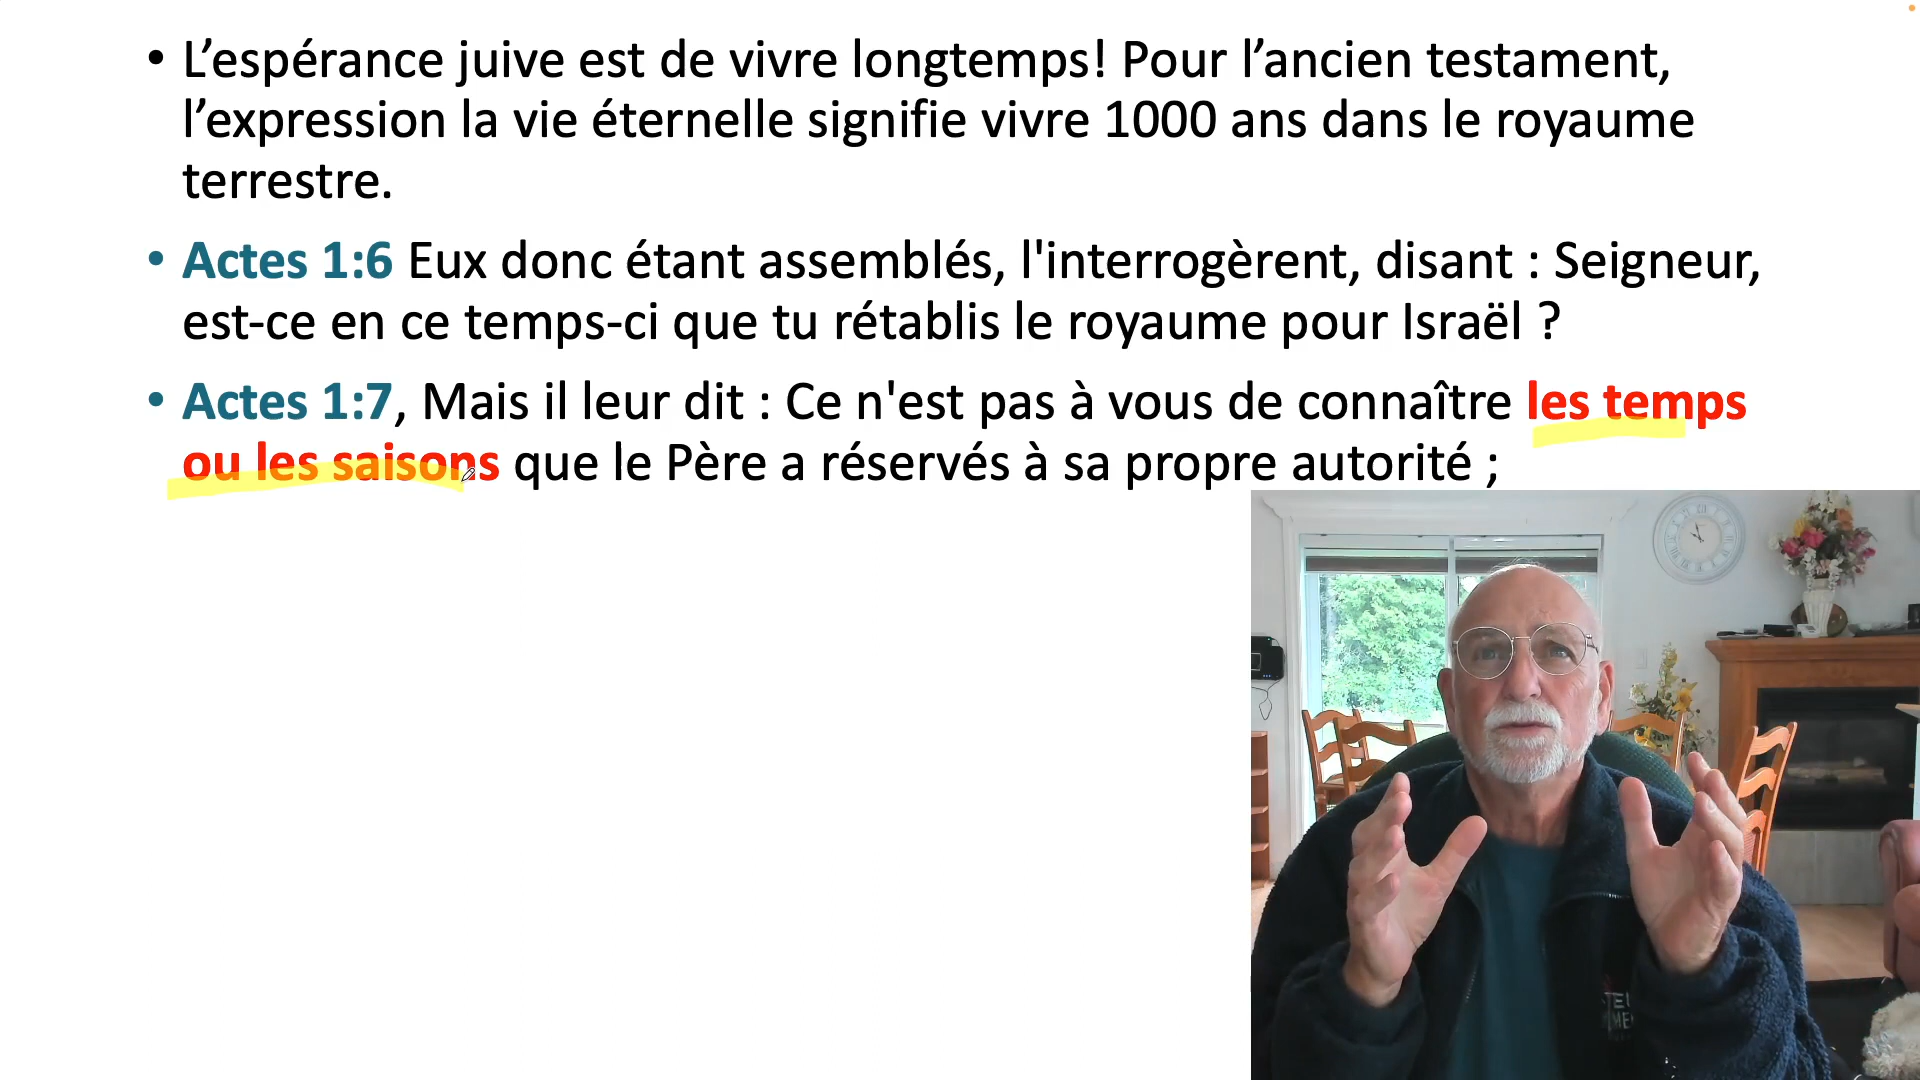 • L’espérance juive est de vivre longtemps! Pour l’ancien testament,
l’expression la vie éternelle signifie vivre 1000 ans dans le royaume
terrestre.
• Actes 1:6 Eux donc étant assemblés, l'interrogèrent, disant : Seigneur,
est-ce en ce temps-ci que tu rétablis le royaume pour Israël ?
• Actes 1:7, Mais il leur dit : Ce n'est pas à vous de connaître les temps
ou les saisons que le Père a réservés à sa propre autorité ;